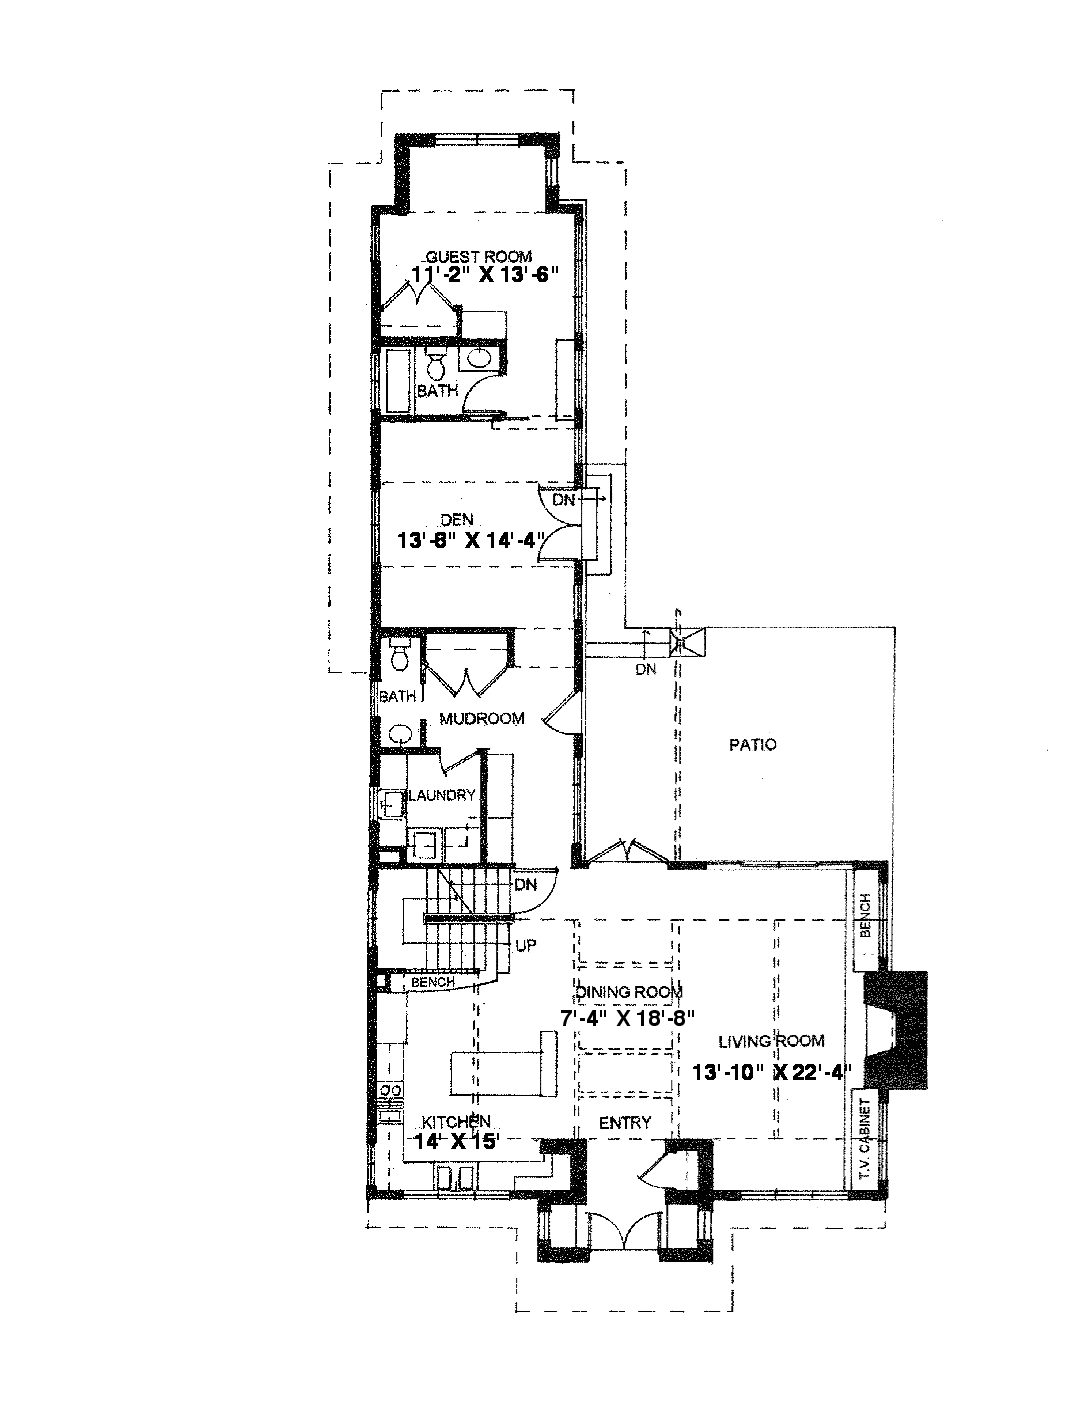 GUEST ROOM
11'-2" X 13'-6"
BATH
DN
DEN
13'-8" X 14'-4"
DN
BATH
MUDROOM
PATIO
LAUNDRY
DN
BENCH
UP
BENCH
DINING ROOM
7'-4" X 18'-8"
LIVING ROOM
13'-10" X 22'-4"
KITCHEN
14' X 15'
ENTRY
T.V. CABINET